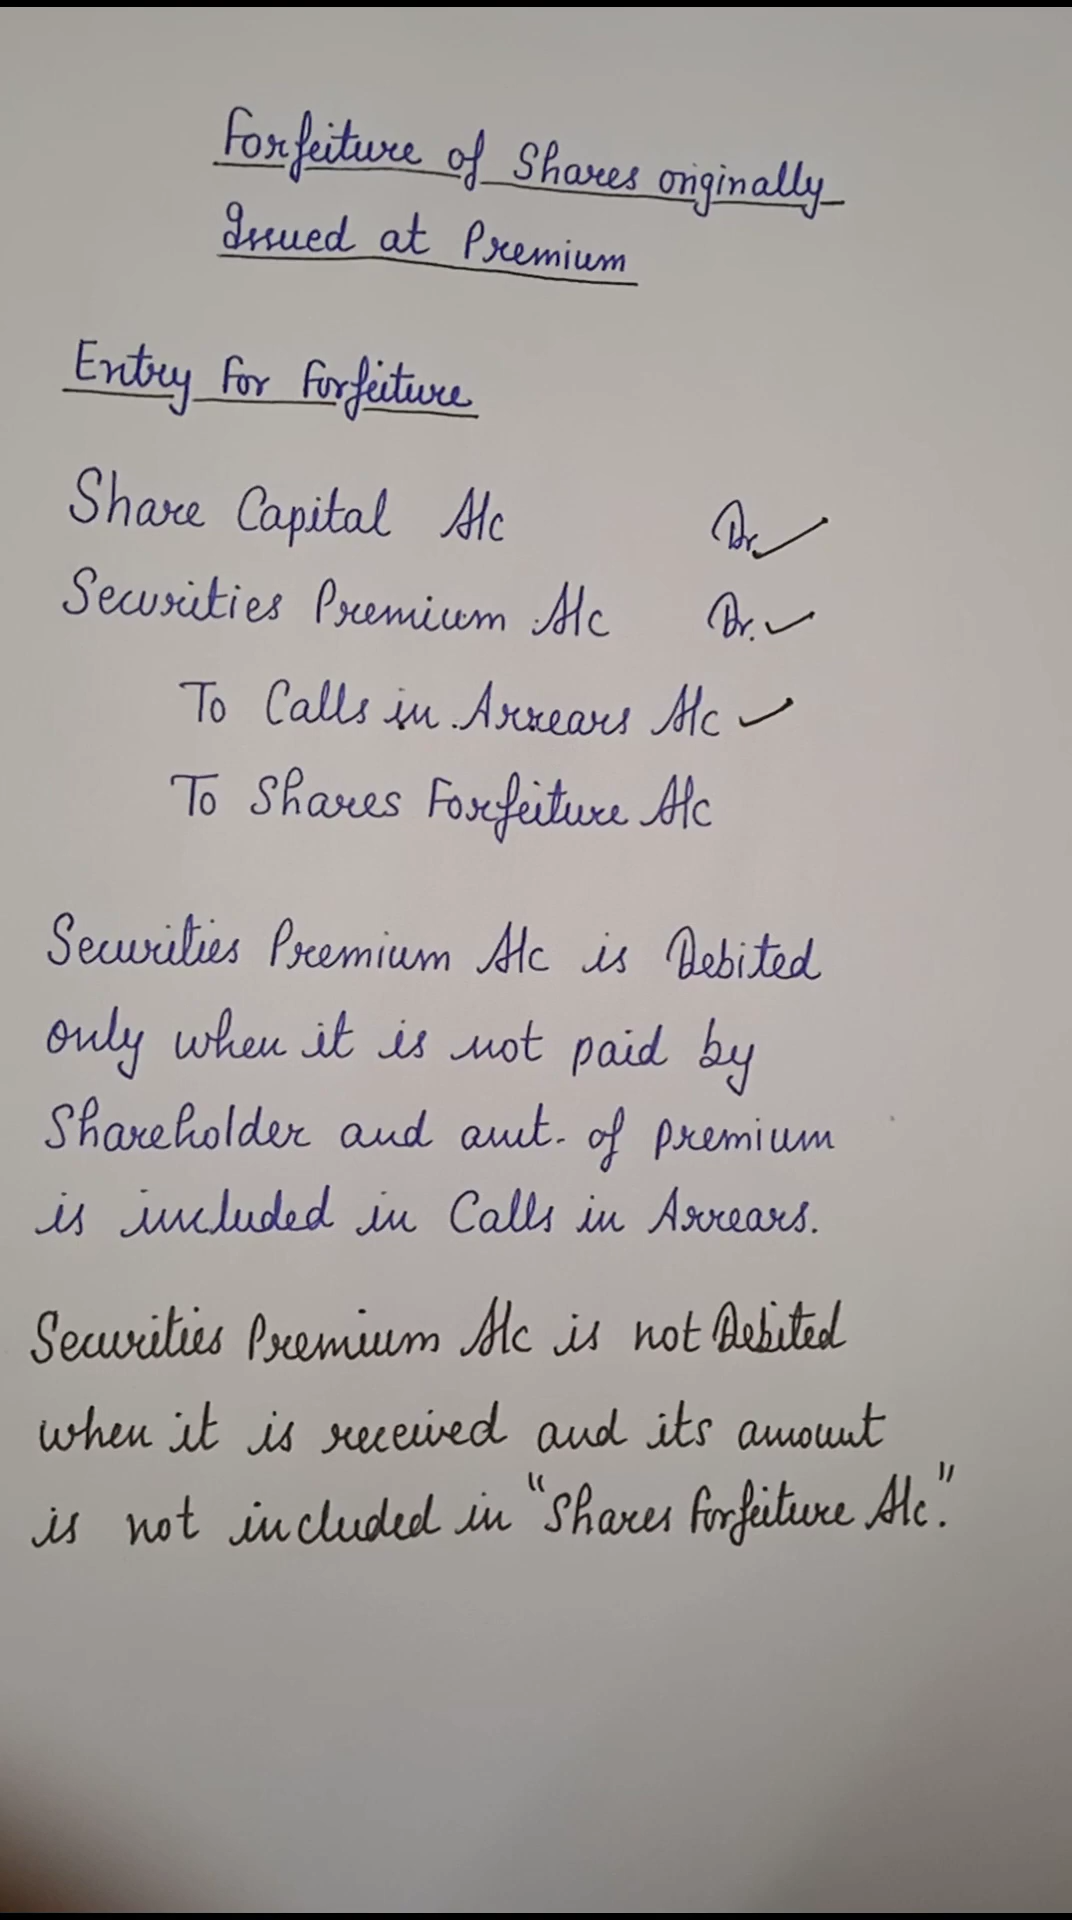 Forfeiture of Shares originally
Issued at Premium
Entry for forfeiture
Share Capital A/c Dr.
Securities Premium A/c Dr.
To Calls in Arrears A/c
To Shares Forfeiture A/c
Securities Premium A/c is Debited
only when it is not paid by
Shareholder and amt. of premium
is included in Calls in Arrears.
Securities Premium A/c is not Debited
when it is received and its amount
is not included in "Shares forfeiture A/c."